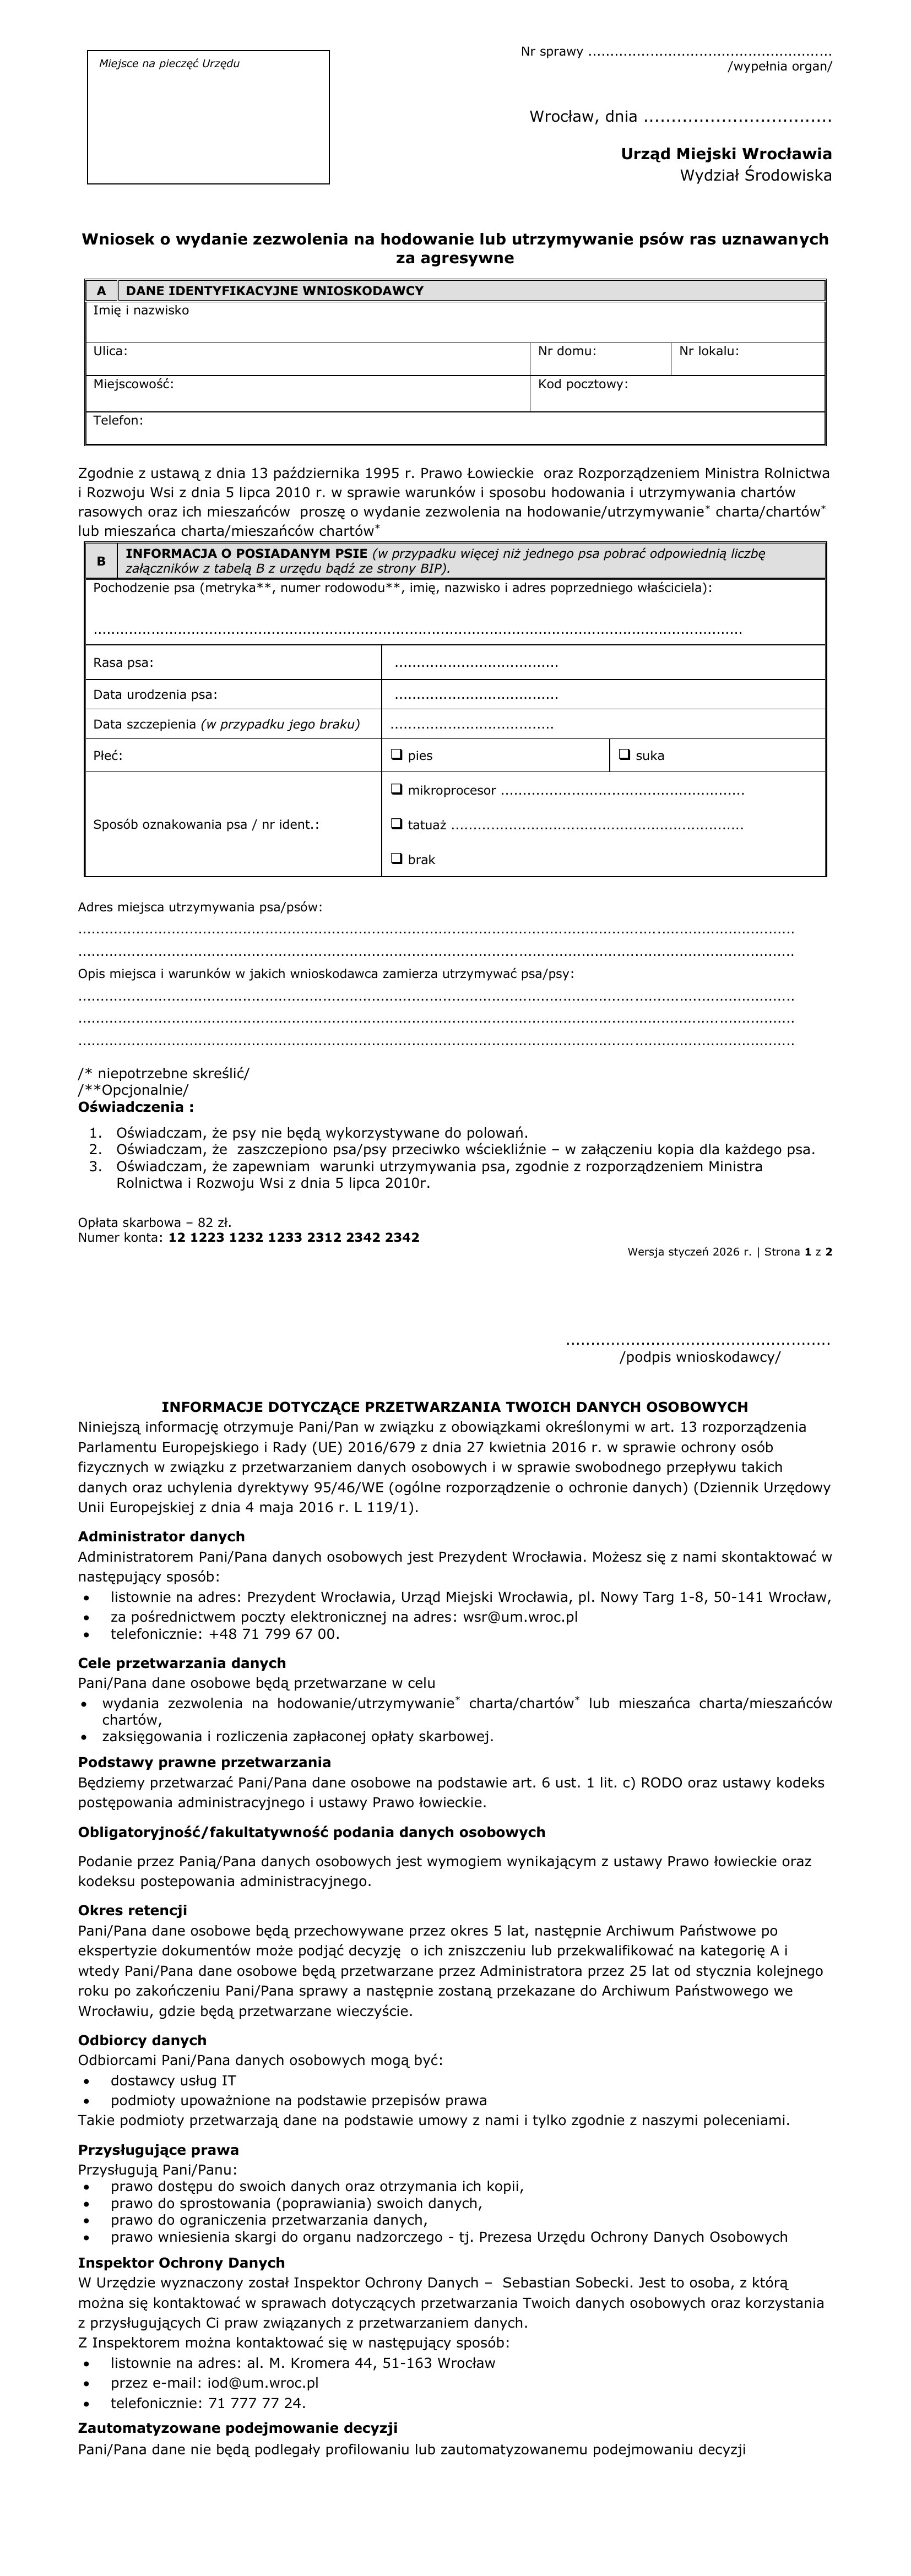 Miejsce na pieczęć Urzędu
Nr sprawy .......................................................
/wypełnia organ/
Wrocław, dnia ..................................
Urząd Miejski Wrocławia
Wydział Środowiska
Wniosek o wydanie zezwolenia na hodowanie lub utrzymywanie psów ras uznawanych
za agresywne
A DANE IDENTYFIKACYJNE WNIOSKODAWCY
Imię i nazwisko
Ulica: Nr domu: Nr lokalu:
Miejscowość: Kod pocztowy:
Telefon:
Zgodnie z ustawą z dnia 13 października 1995 r. Prawo Łowieckie  oraz Rozporządzeniem Ministra Rolnictwa
i Rozwoju Wsi z dnia 5 lipca 2010 r. w sprawie warunków i sposobu hodowania i utrzymywania chartów
rasowych oraz ich mieszańców  proszę o wydanie zezwolenia na hodowanie/utrzymywanie* charta/chartów*
lub mieszańca charta/mieszańców chartów*
B INFORMACJA O POSIADANYM PSIE (w przypadku więcej niż jednego psa pobrać odpowiednią liczbę
załączników z tabelą B z urzędu bądź ze strony BIP).
Pochodzenie psa (metryka**, numer rodowodu**, imię, nazwisko i adres poprzedniego właściciela):
..................................................................................................................................................
Rasa psa: .....................................
Data urodzenia psa: .....................................
Data szczepienia (w przypadku jego braku) .....................................
Płeć: ❑ pies ❑ suka
❑ mikroprocesor .......................................................
Sposób oznakowania psa / nr ident.: ❑ tatuaż ..................................................................
❑ brak
Adres miejsca utrzymywania psa/psów:
.................................................................................................................................................................
.................................................................................................................................................................
Opis miejsca i warunków w jakich wnioskodawca zamierza utrzymywać psa/psy:
.................................................................................................................................................................
.................................................................................................................................................................
.................................................................................................................................................................
/* niepotrzebne skreślić/
/**Opcjonalnie/
Oświadczenia :
1. Oświadczam, że psy nie będą wykorzystywane do polowań.
2. Oświadczam, że  zaszczepiono psa/psy przeciwko wściekliźnie – w załączeniu kopia dla każdego psa.
3. Oświadczam, że zapewniam  warunki utrzymywania psa, zgodnie z rozporządzeniem Ministra
Rolnictwa i Rozwoju Wsi z dnia 5 lipca 2010r.
Opłata skarbowa – 82 zł.
Numer konta: 12 1223 1232 1233 2312 2342 2342
Wersja styczeń 2026 r. | Strona 1 z 2
......................................................
/podpis wnioskodawcy/
INFORMACJE DOTYCZĄCE PRZETWARZANIA TWOICH DANYCH OSOBOWYCH
Niniejszą informację otrzymuje Pani/Pan w związku z obowiązkami określonymi w art. 13 rozporządzenia
Parlamentu Europejskiego i Rady (UE) 2016/679 z dnia 27 kwietnia 2016 r. w sprawie ochrony osób
fizycznych w związku z przetwarzaniem danych osobowych i w sprawie swobodnego przepływu takich
danych oraz uchylenia dyrektywy 95/46/WE (ogólne rozporządzenie o ochronie danych) (Dziennik Urzędowy
Unii Europejskiej z dnia 4 maja 2016 r. L 119/1).
Administrator danych
Administratorem Pani/Pana danych osobowych jest Prezydent Wrocławia. Możesz się z nami skontaktować w
następujący sposób:
• listownie na adres: Prezydent Wrocławia, Urząd Miejski Wrocławia, pl. Nowy Targ 1-8, 50-141 Wrocław,
• za pośrednictwem poczty elektronicznej na adres: wsr@um.wroc.pl
• telefonicznie: +48 71 799 67 00.
Cele przetwarzania danych
Pani/Pana dane osobowe będą przetwarzane w celu
• wydania zezwolenia na hodowanie/utrzymywanie* charta/chartów* lub mieszańca charta/mieszańców
chartów,
• zaksięgowania i rozliczenia zapłaconej opłaty skarbowej.
Podstawy prawne przetwarzania
Będziemy przetwarzać Pani/Pana dane osobowe na podstawie art. 6 ust. 1 lit. c) RODO oraz ustawy kodeks
postępowania administracyjnego i ustawy Prawo łowieckie.
Obligatoryjność/fakultatywność podania danych osobowych
Podanie przez Panią/Pana danych osobowych jest wymogiem wynikającym z ustawy Prawo łowieckie oraz
kodeksu postepowania administracyjnego.
Okres retencji
Pani/Pana dane osobowe będą przechowywane przez okres 5 lat, następnie Archiwum Państwowe po
ekspertyzie dokumentów może podjąć decyzję  o ich zniszczeniu lub przekwalifikować na kategorię A i
wtedy Pani/Pana dane osobowe będą przetwarzane przez Administratora przez 25 lat od stycznia kolejnego
roku po zakończeniu Pani/Pana sprawy a następnie zostaną przekazane do Archiwum Państwowego we
Wrocławiu, gdzie będą przetwarzane wieczyście.
Odbiorcy danych
Odbiorcami Pani/Pana danych osobowych mogą być:
• dostawcy usług IT
• podmioty upoważnione na podstawie przepisów prawa
Takie podmioty przetwarzają dane na podstawie umowy z nami i tylko zgodnie z naszymi poleceniami.
Przysługujące prawa
Przysługują Pani/Panu:
• prawo dostępu do swoich danych oraz otrzymania ich kopii,
• prawo do sprostowania (poprawiania) swoich danych,
• prawo do ograniczenia przetwarzania danych,
• prawo wniesienia skargi do organu nadzorczego - tj. Prezesa Urzędu Ochrony Danych Osobowych
Inspektor Ochrony Danych
W Urzędzie wyznaczony został Inspektor Ochrony Danych –  Sebastian Sobecki. Jest to osoba, z którą
można się kontaktować w sprawach dotyczących przetwarzania Twoich danych osobowych oraz korzystania
z przysługujących Ci praw związanych z przetwarzaniem danych.
Z Inspektorem można kontaktować się w następujący sposób:
• listownie na adres: al. M. Kromera 44, 51-163 Wrocław
• przez e-mail: iod@um.wroc.pl
• telefonicznie: 71 777 77 24.
Zautomatyzowane podejmowanie decyzji
Pani/Pana dane nie będą podlegały profilowaniu lub zautomatyzowanemu podejmowaniu decyzji